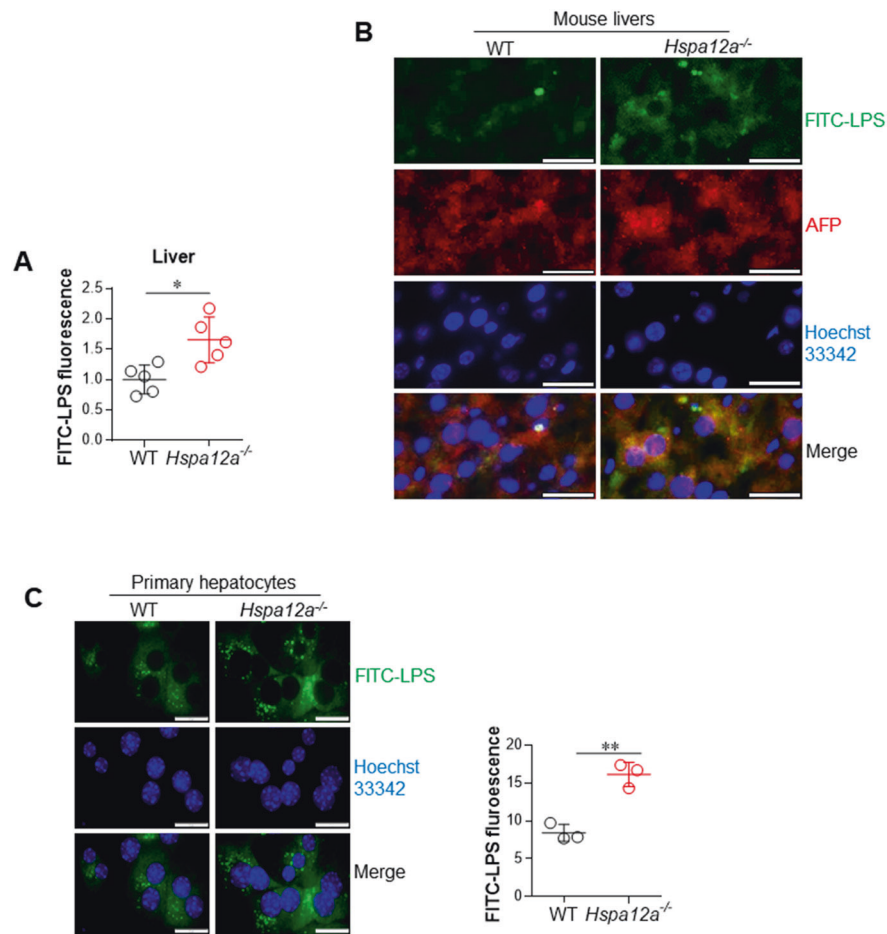 B
Mouse livers
WT
Hspa12a-/-
FITC-LPS
AFP
Hoechst
33342
Merge
A
Liver
*
FITC-LPS fluorescence
2.5
2.0
1.5
1.0
0.5
0.0
WT
Hspa12a-/-
C
Primary hepatocytes
WT
Hspa12a-/-
FITC-LPS
Hoechst
33342
Merge
**
FITC-LPS fluroescence
20
15
10
5
0
WT
Hspa12a-/-